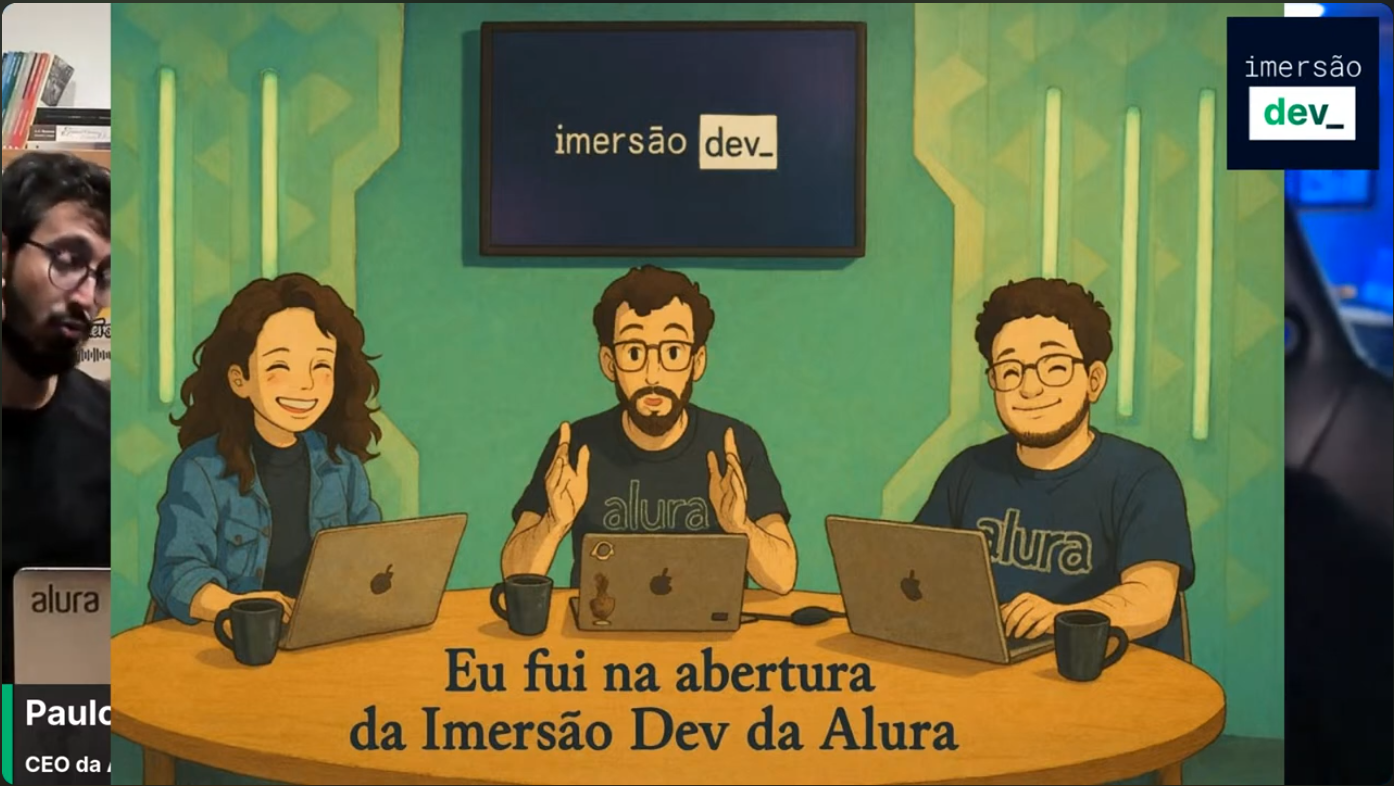 imersão
dev_
imersão dev_
alura
alura
alura
Eu fui na abertura
da Imersão Dev da Alura
Paulo
CEO da